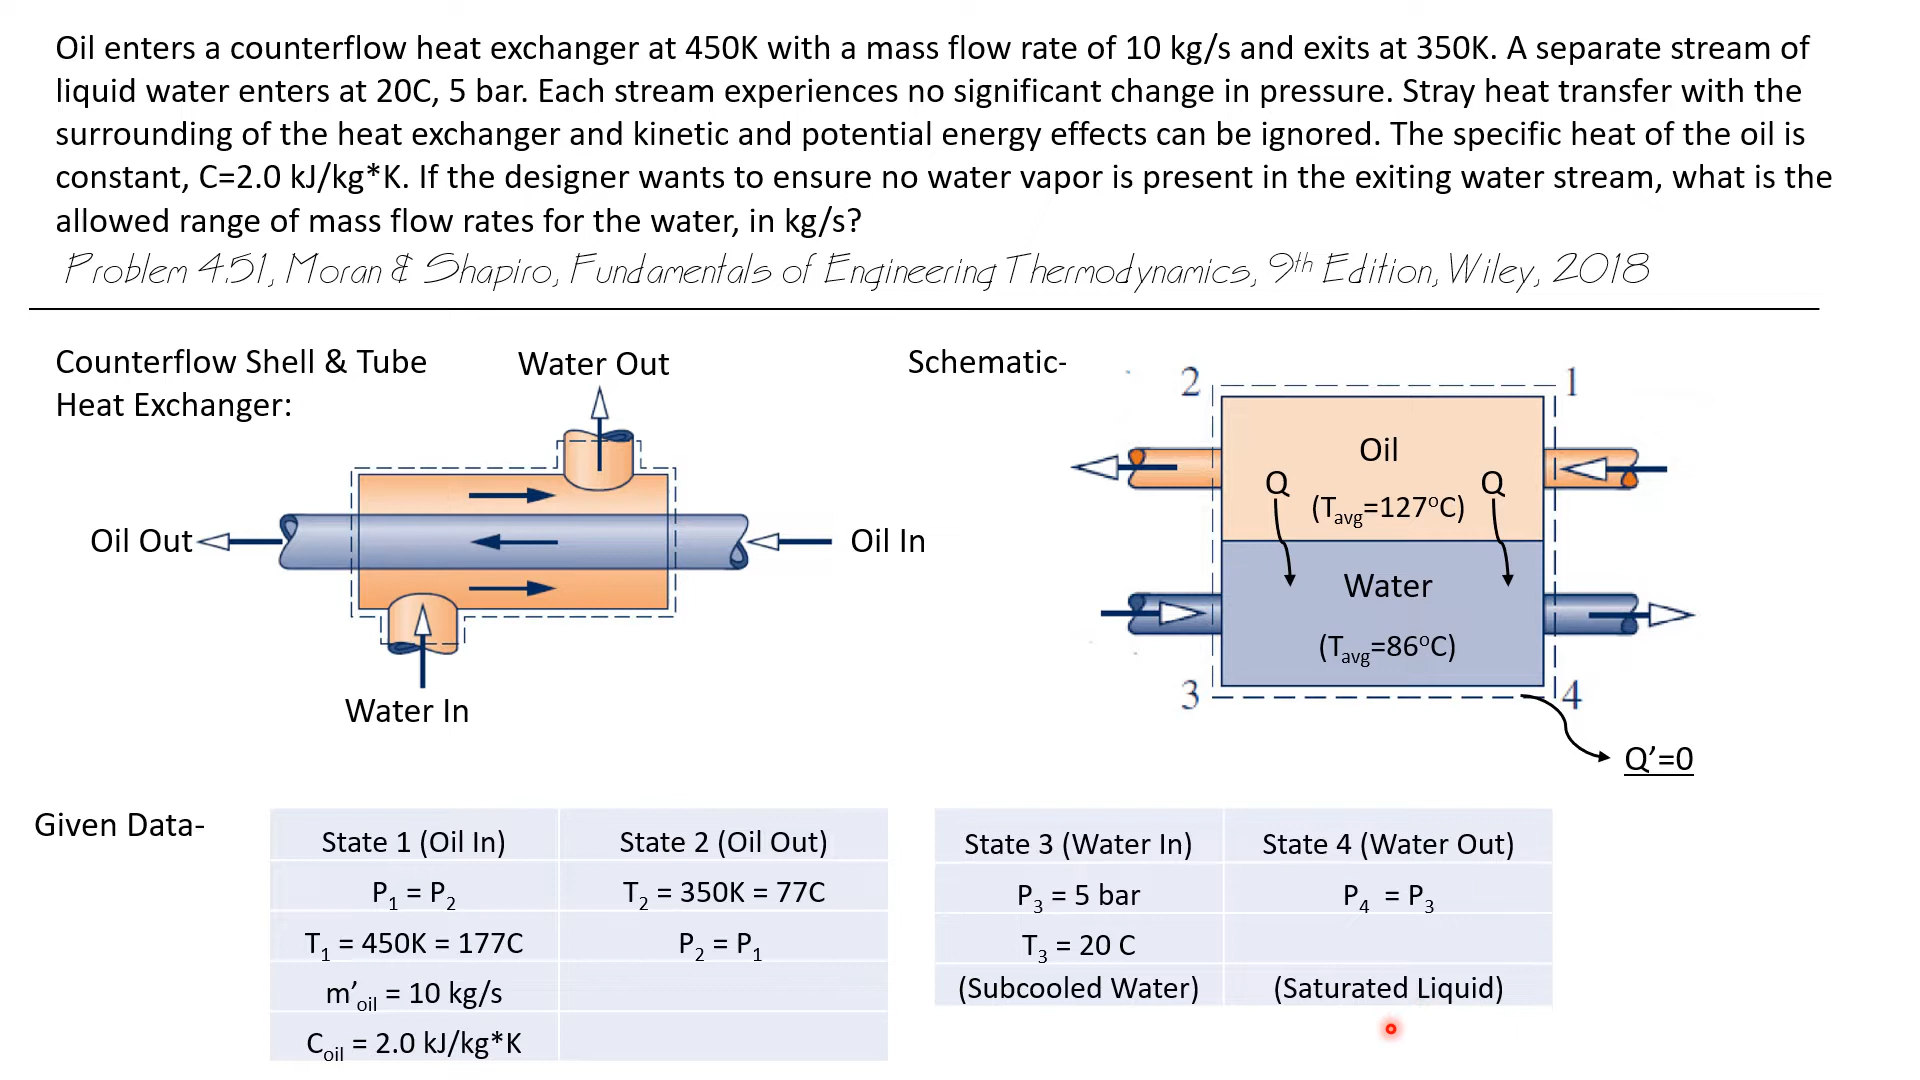 Oil enters a counterflow heat exchanger at 450K with a mass flow rate of 10 kg/s and exits at 350K. A separate stream of
liquid water enters at 20C, 5 bar. Each stream experiences no significant change in pressure. Stray heat transfer with the
surrounding of the heat exchanger and kinetic and potential energy effects can be ignored. The specific heat of the oil is
constant, C=2.0 kJ/kg*K. If the designer wants to ensure no water vapor is present in the exiting water stream, what is the
allowed range of mass flow rates for the water, in kg/s?
Problem 4.51, Moran & Shapiro, Fundamentals of Engineering Thermodynamics, 9th Edition, Wiley, 2018
Counterflow Shell & Tube
Heat Exchanger:
Water Out
Oil Out
Oil In
Water In
Schematic-
2
1
Oil
Q
Q
(Tavg=127°C)
Water
(Tavg=86°C)
3
4
Q’=0
Given Data-
State 1 (Oil In)
State 2 (Oil Out)
P1 = P2
T2 = 350K = 77C
T1 = 450K = 177C
P2 = P1
m’oil = 10 kg/s
Coil = 2.0 kJ/kg*K
State 3 (Water In)
State 4 (Water Out)
P3 = 5 bar
P4 = P3
T3 = 20 C
(Subcooled Water)
(Saturated Liquid)